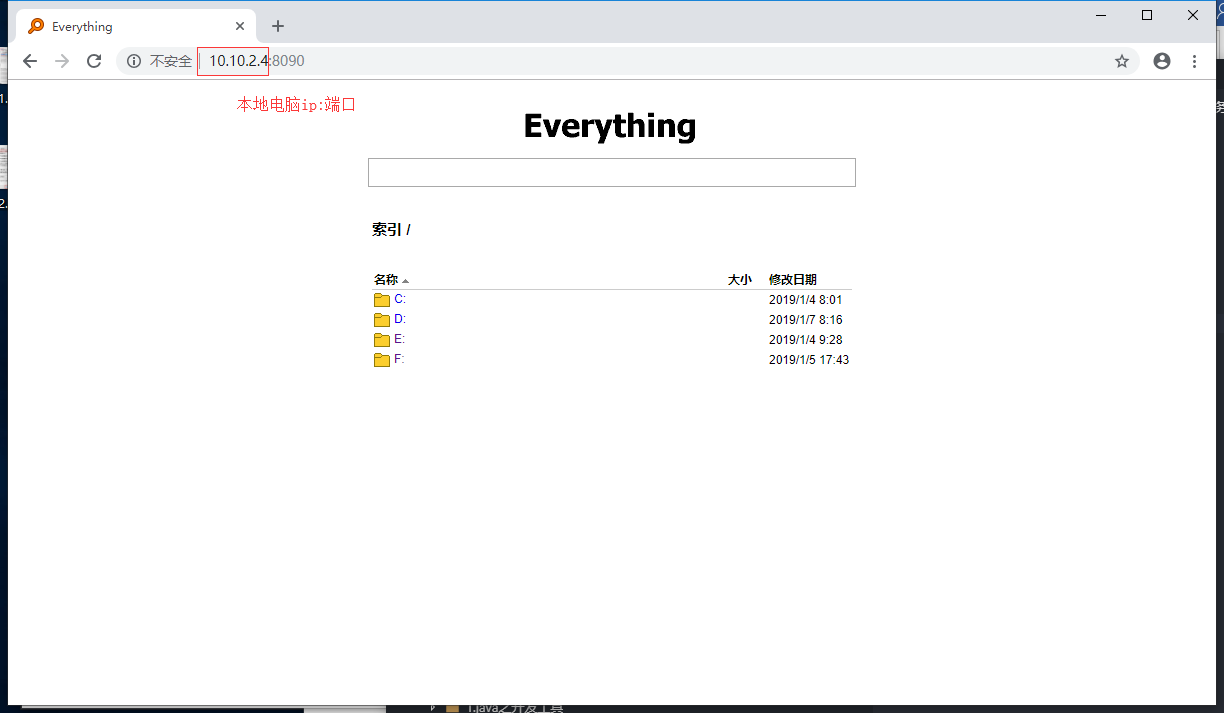 Everything
不安全 10.10.2.4:8090
本地电脑ip:端口
Everything
索引 /
名称 大小 修改日期
C: 2019/1/4 8:01
D: 2019/1/7 8:16
E: 2019/1/4 9:28
F: 2019/1/5 17:43
1.
2.
务
1.java之开发工具